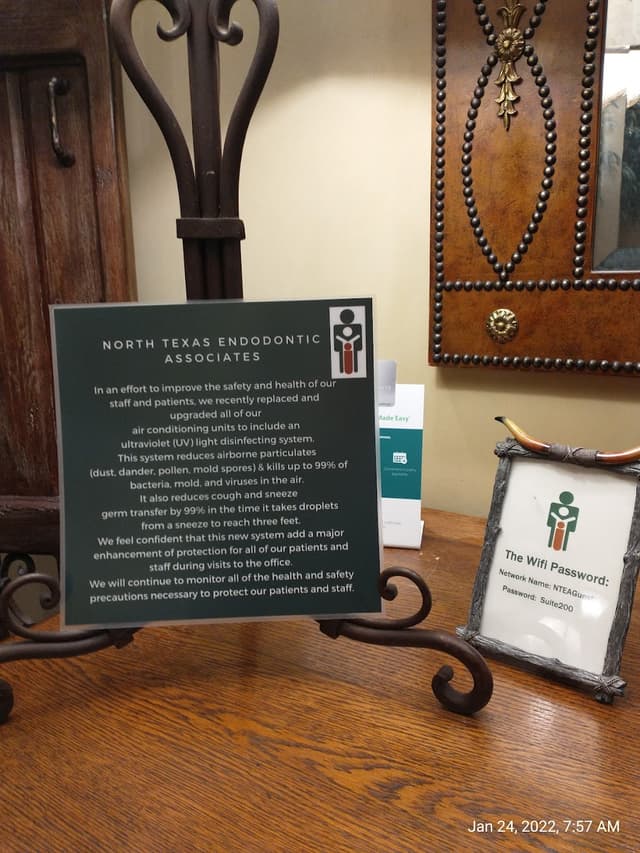 NORTH TEXAS ENDODONTIC
ASSOCIATES
In an effort to improve the safety and health of our
staff and patients, we recently replaced and
upgraded all of our
air conditioning units to include an
ultraviolet (UV) light disinfecting system.
This system reduces airborne particulates
(dust, dander, pollen, mold spores) & kills up to 99% of
bacteria, mold, and viruses in the air.
It also reduces cough and sneeze
germ transfer by 99% in the time it takes droplets
from a sneeze to reach three feet.
We feel confident that this new system add a major
enhancement of protection for all of our patients and
staff during visits to the office.
We will continue to monitor all of the health and safety
precautions necessary to protect our patients and staff.
Made Easy
The Wifi Password:
Network Name: NTEAGuest
Password: Suite200
Jan 24, 2022, 7:57 AM